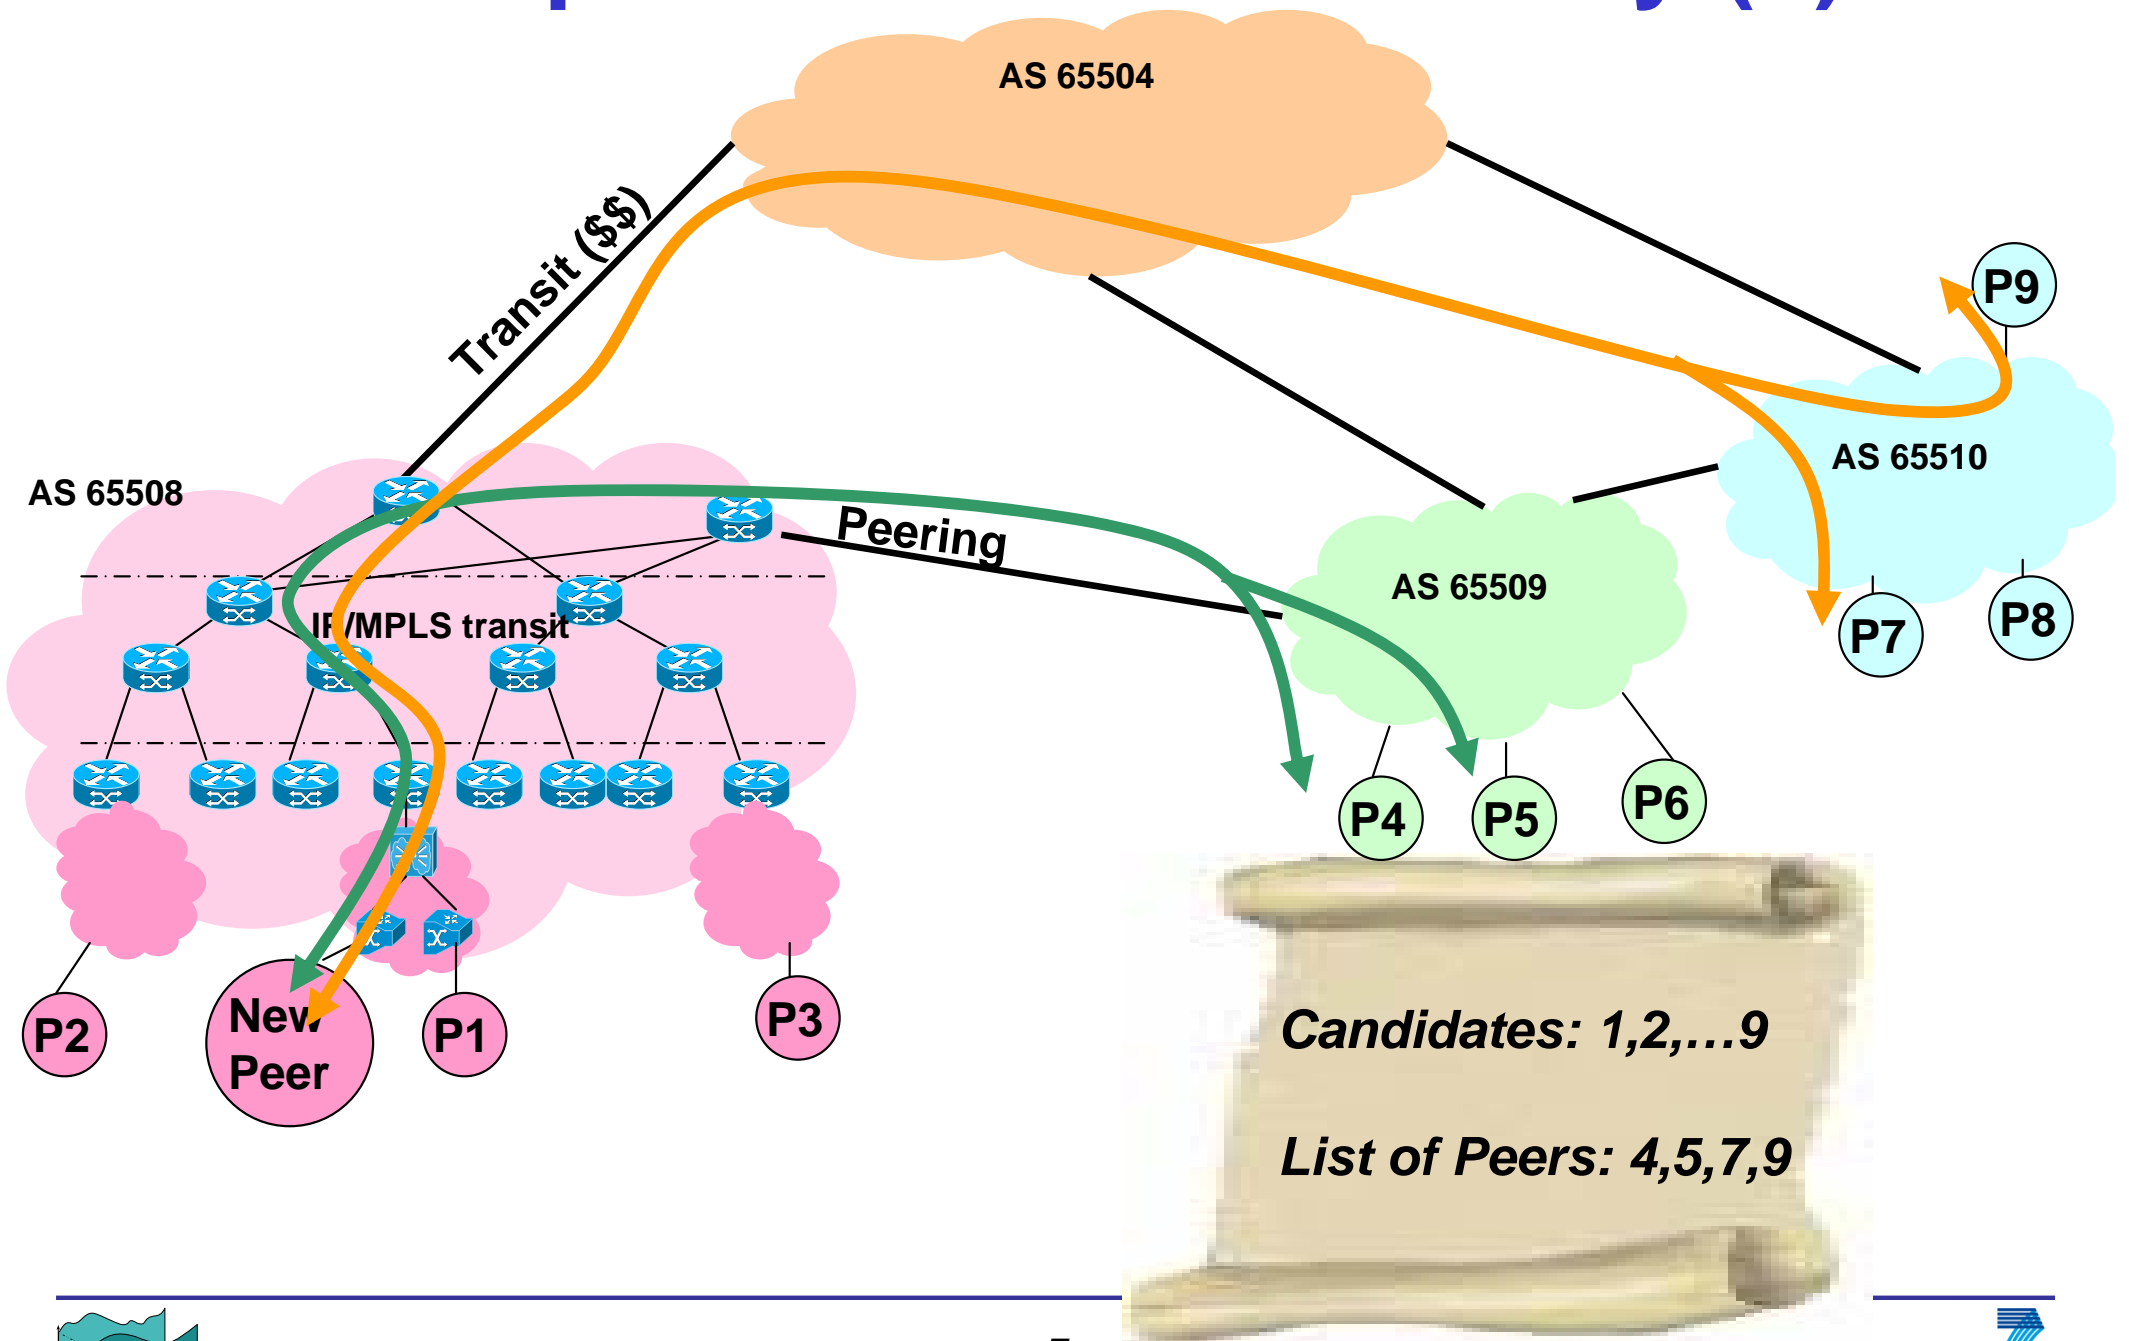 AS 65504
Transit ($$)
P9
AS 65510
AS 65508
Peering
AS 65509
IP/MPLS transit
P7
P8
P4
P5
P6
P2
New
Peer
P1
P3
Candidates: 1,2,...9
List of Peers: 4,5,7,9